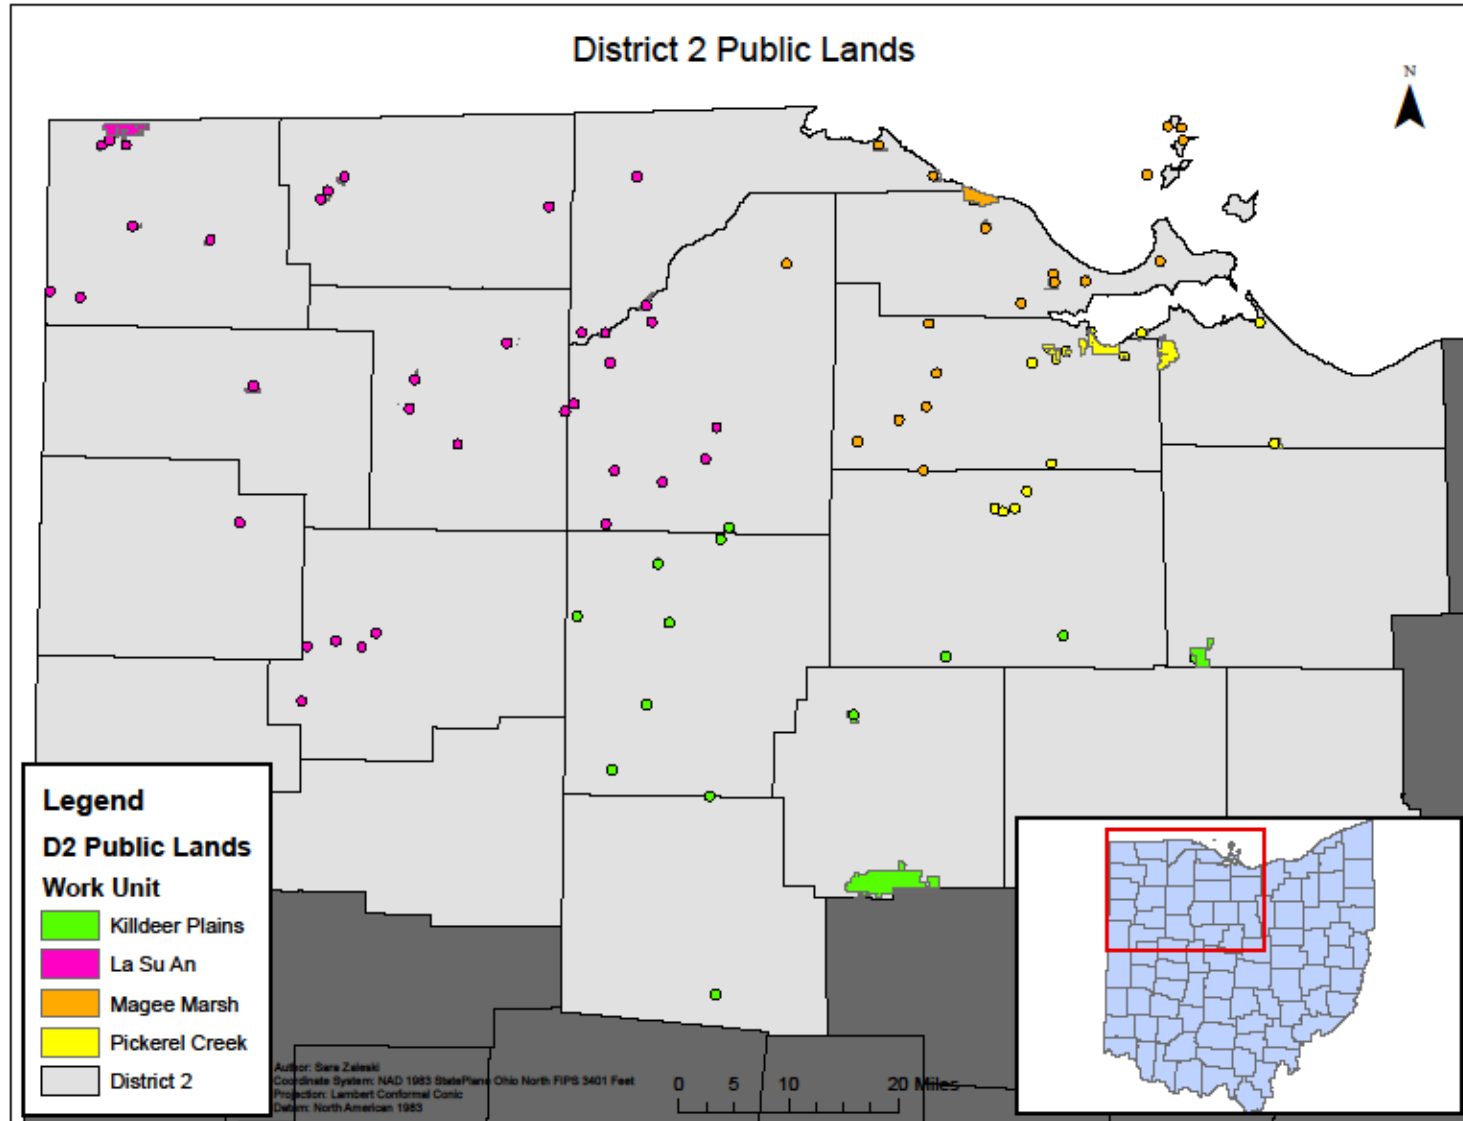 District 2 Public Lands
N
Legend
D2 Public Lands
Work Unit
Killdeer Plains
La Su An
Magee Marsh
Pickerel Creek
District 2
Author: Sara Zaleski
Coordinate System: NAD 1983 StatePlane Ohio North FIPS 3401 Feet
Projection: Lambert Conformal Conic
Datum: North American 1983
0 5 10 20 Miles